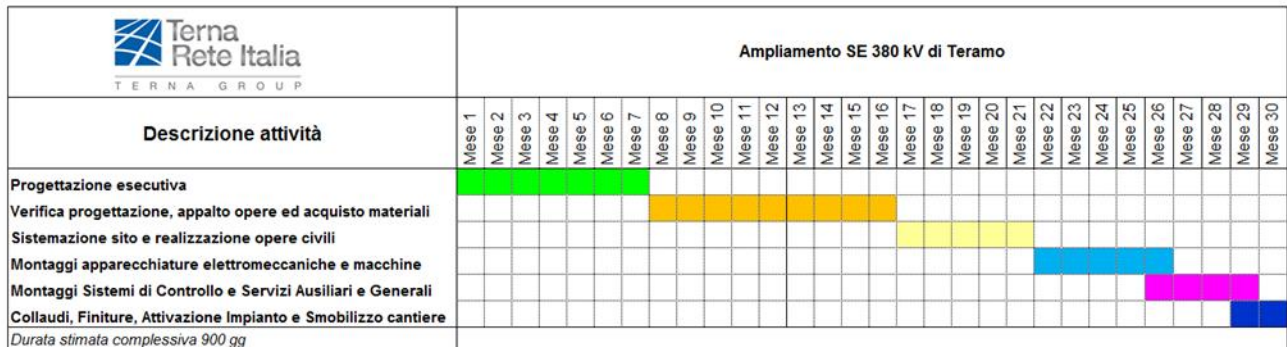 Terna
Rete Italia
TERNA GROUP
Ampliamento SE 380 kV di Teramo
Descrizione attività
Mese 1
Mese 2
Mese 3
Mese 4
Mese 5
Mese 6
Mese 7
Mese 8
Mese 9
Mese 10
Mese 11
Mese 12
Mese 13
Mese 14
Mese 15
Mese 16
Mese 17
Mese 18
Mese 19
Mese 20
Mese 21
Mese 22
Mese 23
Mese 24
Mese 25
Mese 26
Mese 27
Mese 28
Mese 29
Mese 30
Progettazione esecutiva
Verifica progettazione, appalto opere ed acquisto materiali
Sistemazione sito e realizzazione opere civili
Montaggi apparecchiature elettromeccaniche e macchine
Montaggi Sistemi di Controllo e Servizi Ausiliari e Generali
Collaudi, Finiture, Attivazione Impianto e Smobilizzo cantiere
Durata stimata complessiva 900 gg